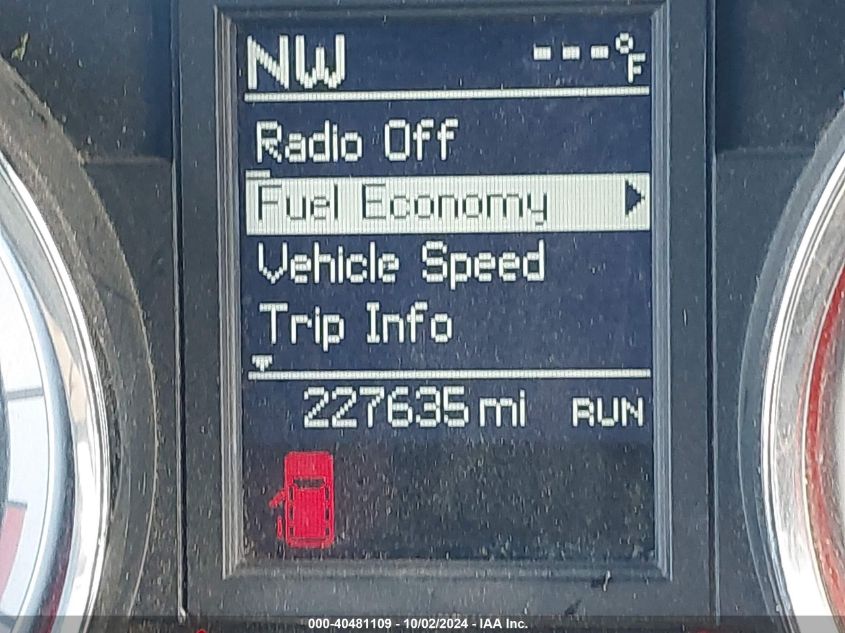 NW ---°F
Radio Off
Fuel Economy
Vehicle Speed
Trip Info
227635 mi RUN
000-40481109 - 10/02/2024 - IAA Inc.